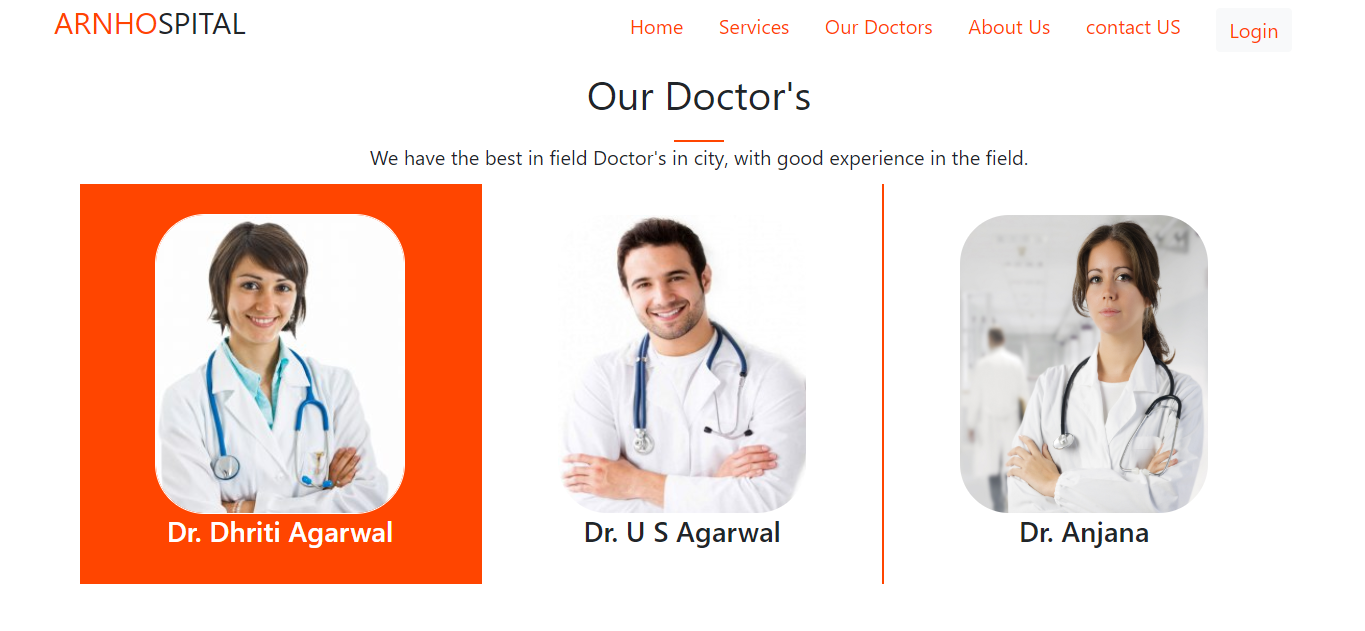 ARNHOSPITAL
Home Services Our Doctors About Us contact US Login
Our Doctor's
We have the best in field Doctor's in city, with good experience in the field.
Dr. Dhriti Agarwal Dr. U S Agarwal Dr. Anjana